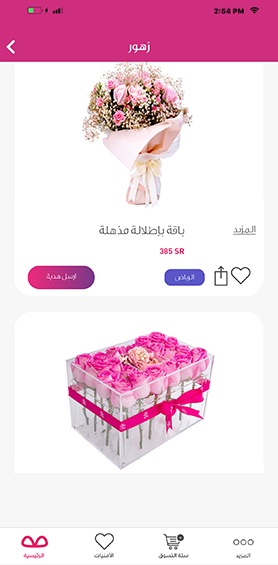 2:54 PM
زهور
باقة بإطلالة مذهلة
المزيد
385 SR
الرياض
ارسل هدية
الرئيسية
الأمنيات
سلة التسوق
المزيد